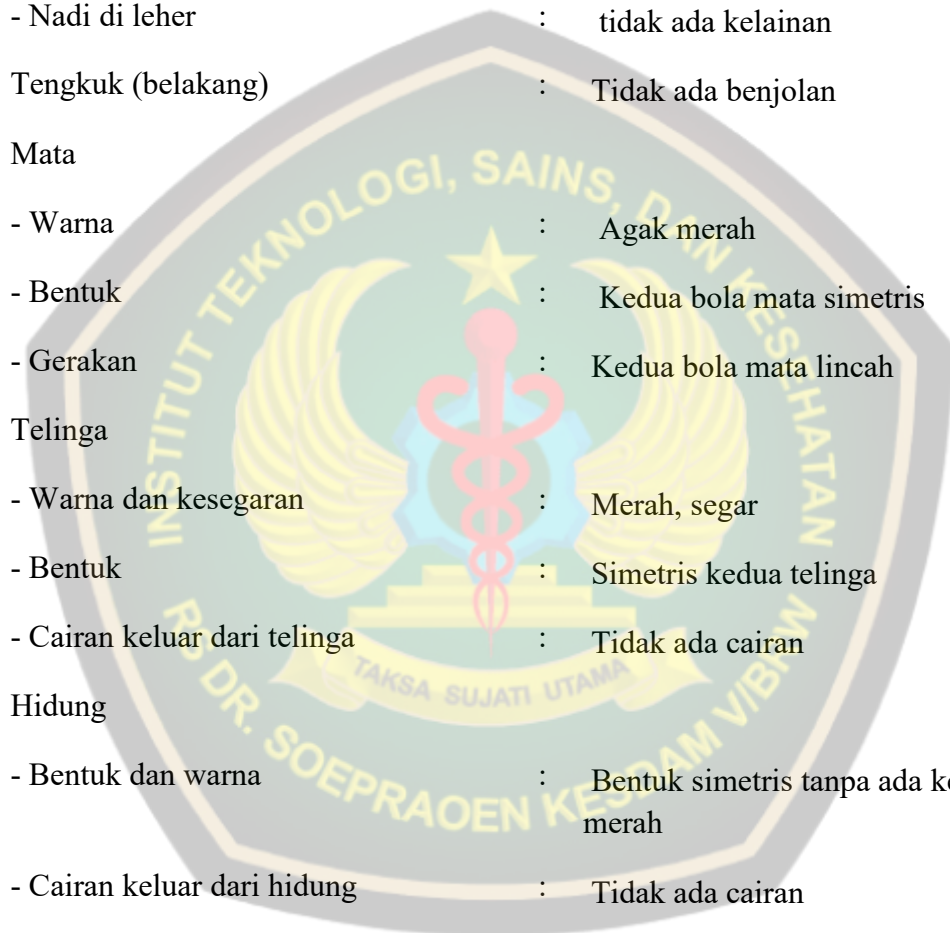 - Nadi di leher : tidak ada kelainan
Tengkuk (belakang) : Tidak ada benjolan
Mata
- Warna : Agak merah
- Bentuk : Kedua bola mata simetris
- Gerakan : Kedua bola mata lincah
Telinga
- Warna dan kesegaran : Merah, segar
- Bentuk : Simetris kedua telinga
- Cairan keluar dari telinga : Tidak ada cairan
Hidung
- Bentuk dan warna : Bentuk simetris tanpa ada
merah
- Cairan keluar dari hidung : Tidak ada cairan
INSTITUT TEKNOLOGI, SAINS, DAN KESEHATAN
RS DR. SOEPRAOEN KESDAM V/BRW
TAKSA SUJATI UTAMA